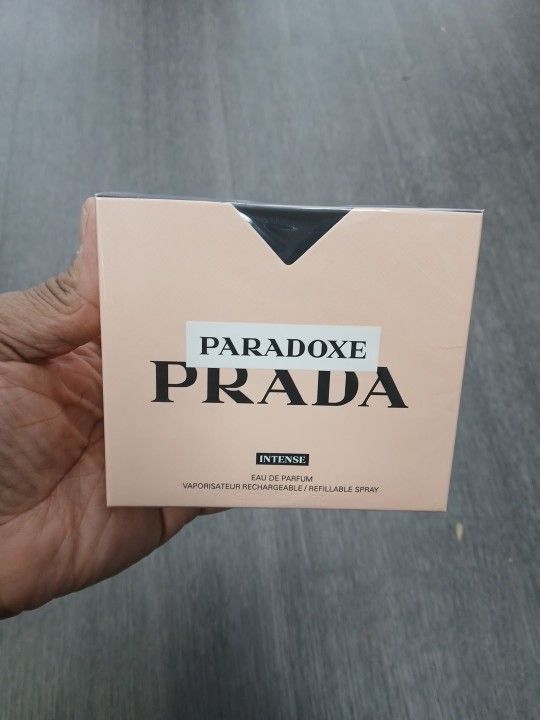 PARADOXE
PRADA
INTENSE
EAU DE PARFUM
VAPORISATEUR RECHARGEABLE / REFILLABLE SPRAY